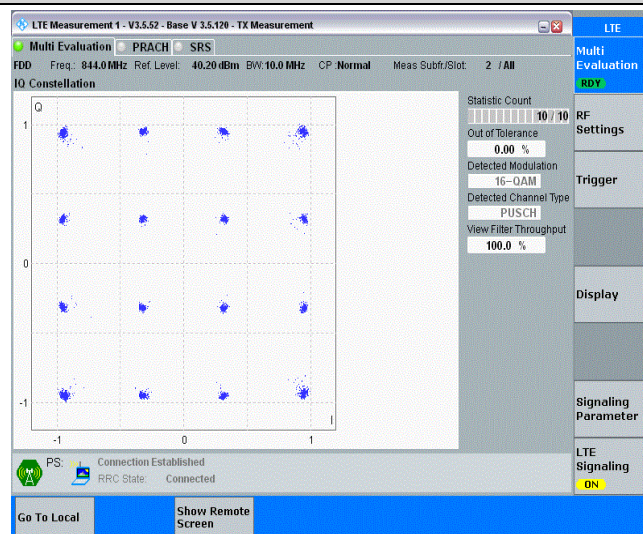 LTE Measurement 1 - V3.5.52 - Base V 3.5.120 - TX Measurement
LTE
Multi Evaluation PRACH SRS
Multi
Evaluation
RDY
FDD Freq.: 844.0 MHz Ref. Level: 40.20 dBm BW: 10.0 MHz CP :Normal Meas Subfr./Slot: 2 / All
IQ Constellation
Q
1
0
-1
-1 0 1
I
Statistic Count
10 / 10
Out of Tolerance
0.00 %
Detected Modulation
16-QAM
Detected Channel Type
PUSCH
View Filter Throughput
100.0 %
RF
Settings
Trigger
Display
Signaling
Parameter
LTE
Signaling
ON
PS: Connection Established
RRC State: Connected
Go To Local
Show Remote
Screen